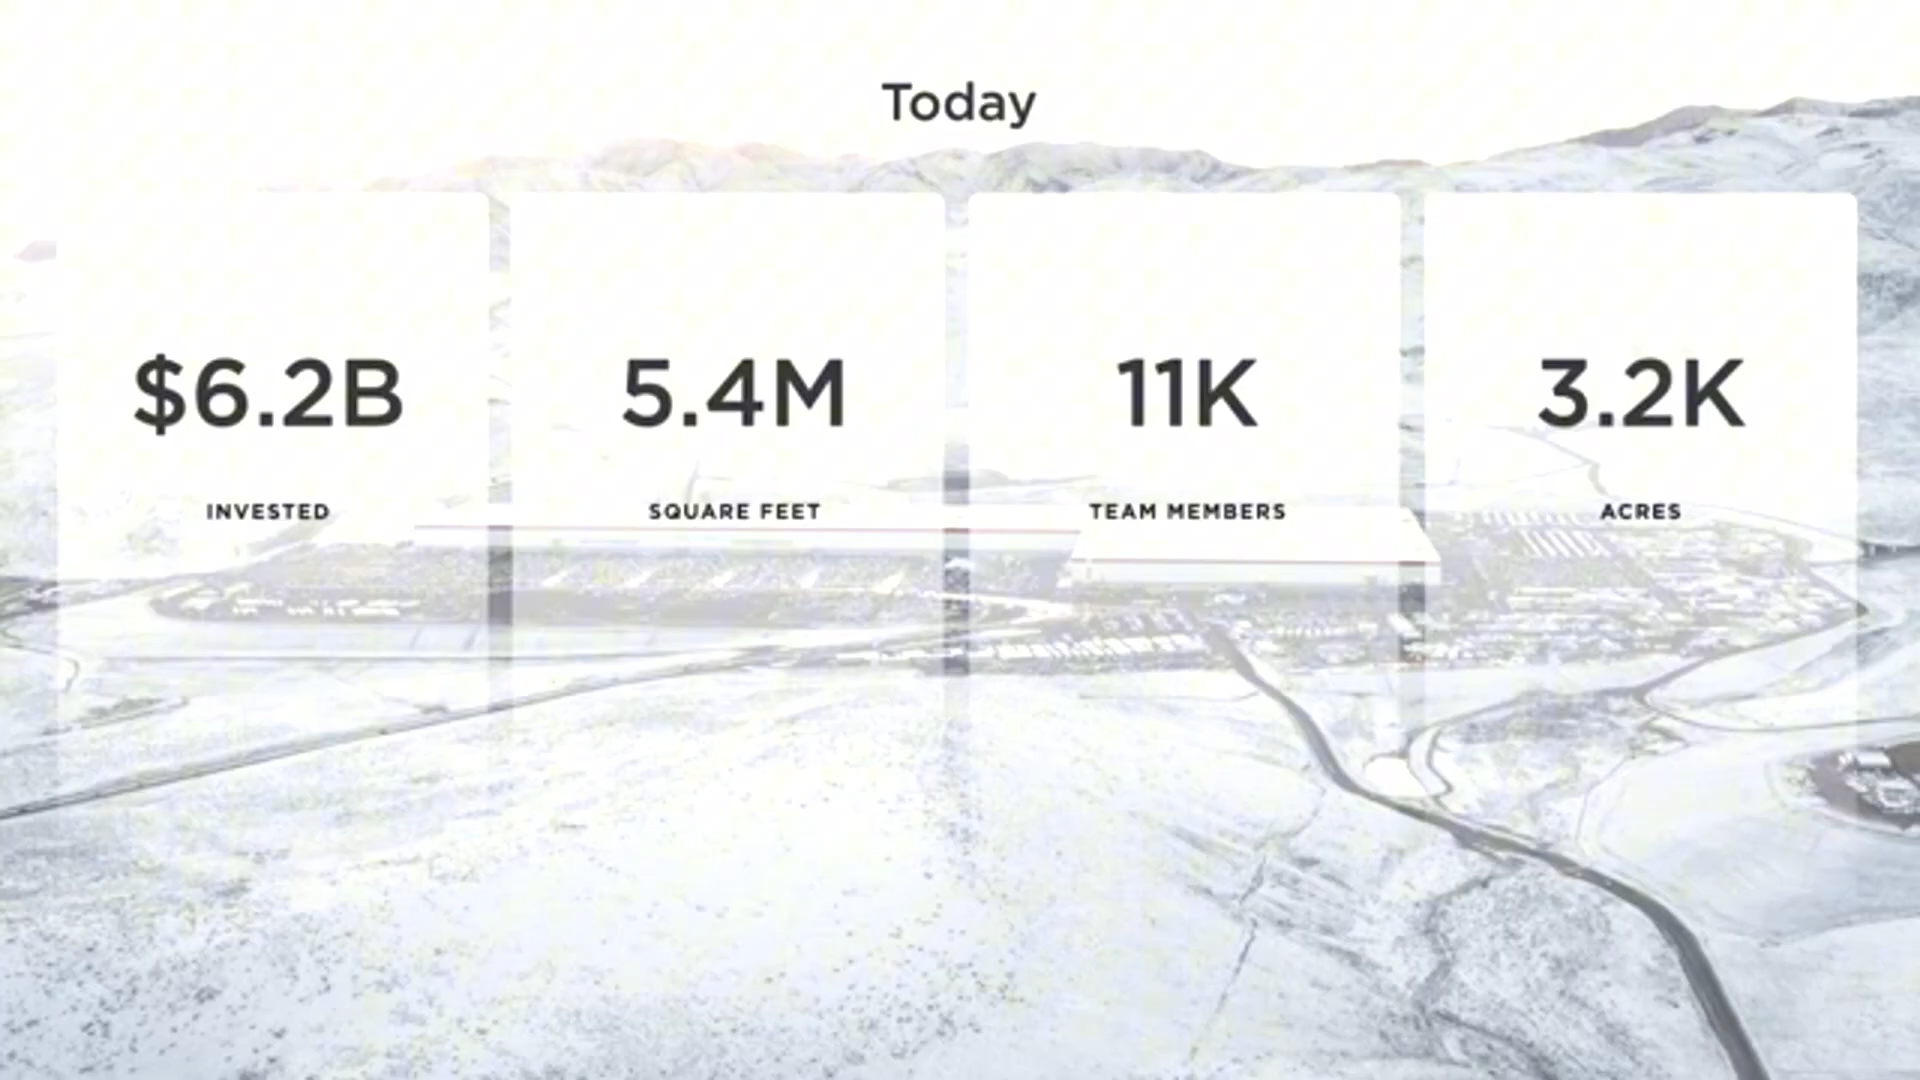 Today
$6.2B
INVESTED
5.4M
SQUARE FEET
11K
TEAM MEMBERS
3.2K
ACRES